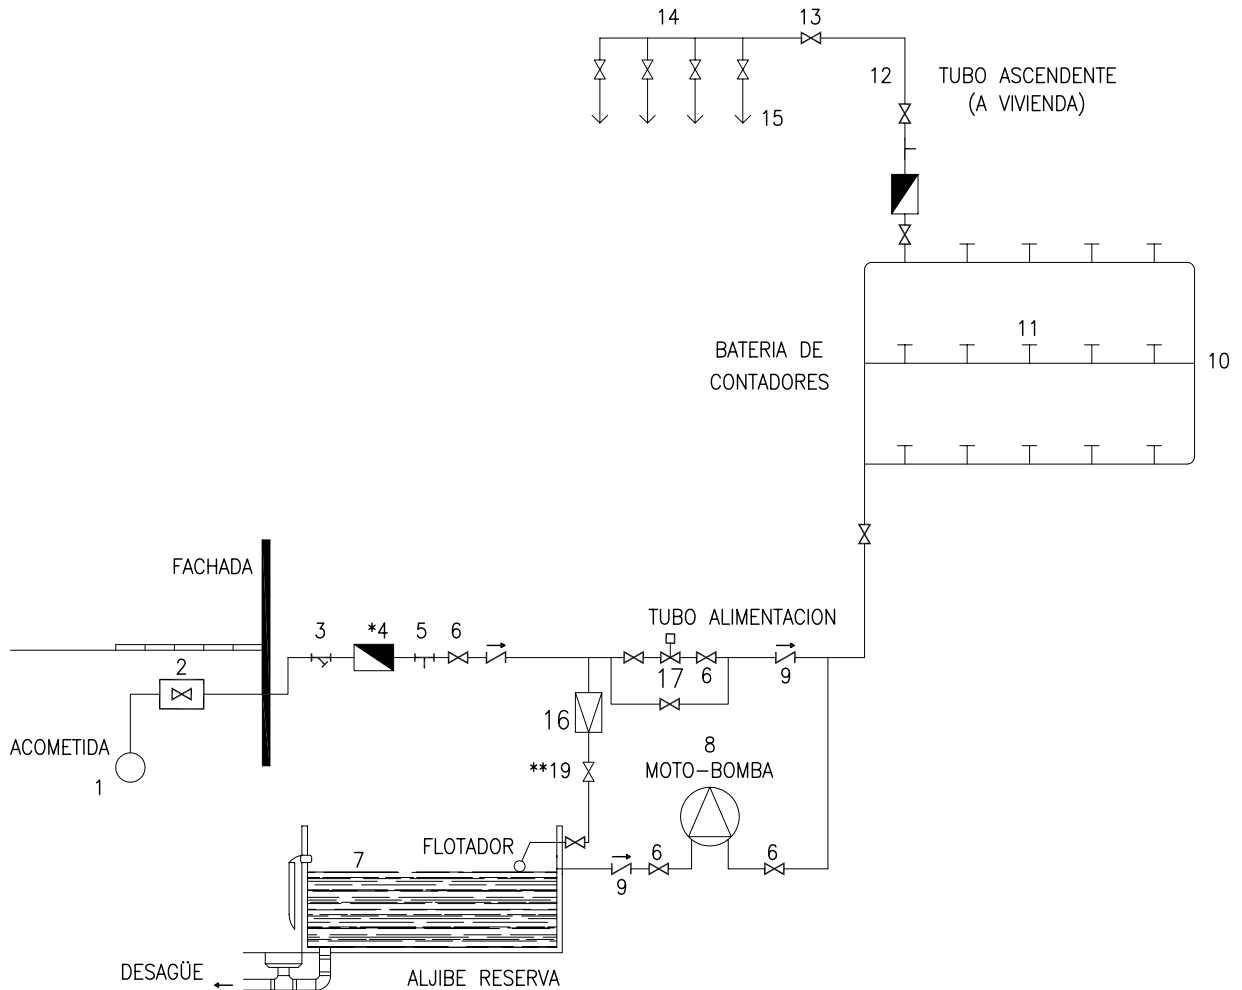 14
13
12
TUBO ASCENDENTE
(A VIVIENDA)
15
11
10
BATERIA DE
CONTADORES
FACHADA
TUBO ALIMENTACION
3
*4
5
6
2
17
6
9
16
ACOMETIDA
1
8
MOTO-BOMBA
**19
FLOTADOR
7
6
6
9
DESAGÜE
ALJIBE RESERVA